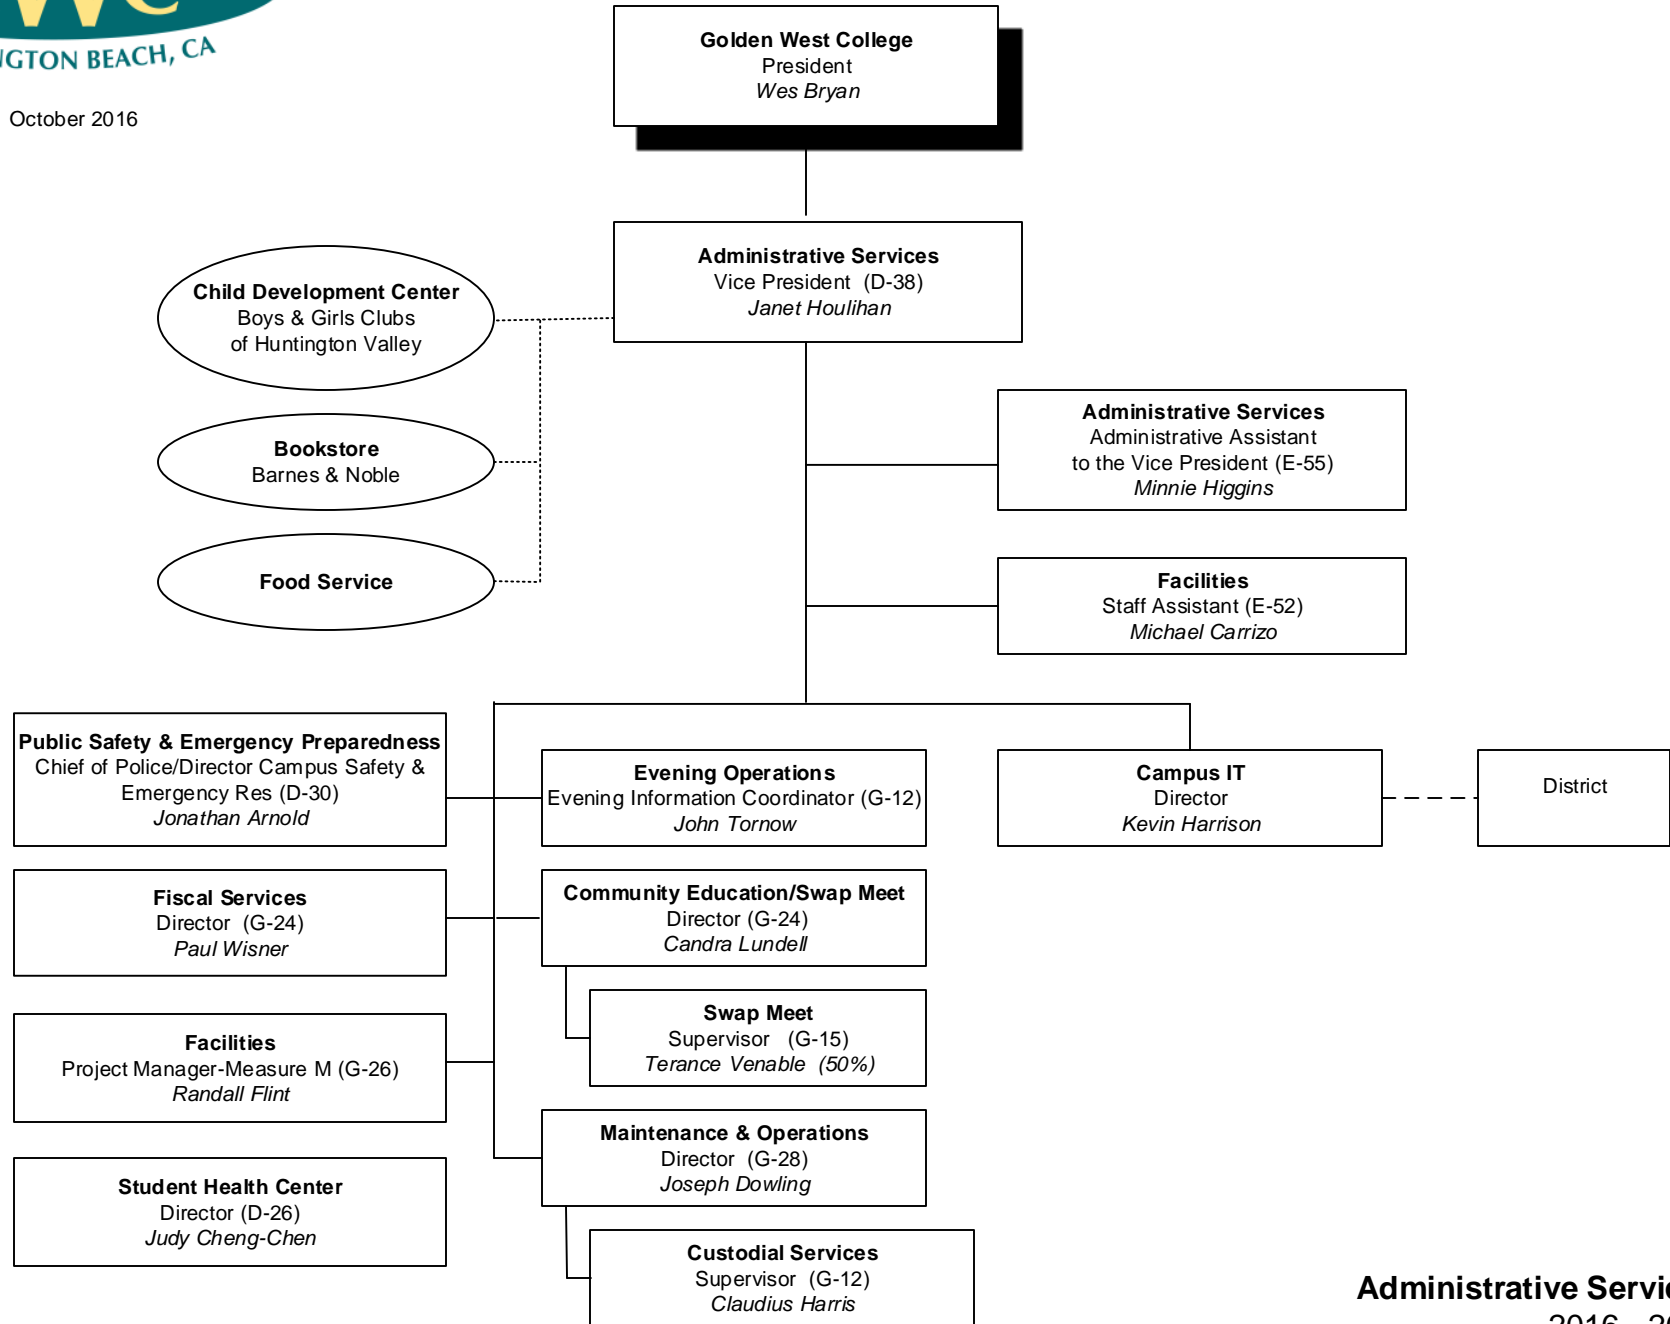 WC
NGTON BEACH, CA
October 2016
Golden West College
President
Wes Bryan
Administrative Services
Vice President (D-38)
Janet Houlihan
Child Development Center
Boys & Girls Clubs
of Huntington Valley
Bookstore
Barnes & Noble
Food Service
Administrative Services
Administrative Assistant
to the Vice President (E-55)
Minnie Higgins
Facilities
Staff Assistant (E-52)
Michael Carrizo
Public Safety & Emergency Preparedness
Chief of Police/Director Campus Safety &
Emergency Res (D-30)
Jonathan Arnold
Evening Operations
Evening Information Coordinator (G-12)
John Tornow
Campus IT
Director
Kevin Harrison
District
Fiscal Services
Director (G-24)
Paul Wisner
Community Education/Swap Meet
Director (G-24)
Candra Lundell
Swap Meet
Supervisor (G-15)
Terance Venable (50%)
Facilities
Project Manager-Measure M (G-26)
Randall Flint
Maintenance & Operations
Director (G-28)
Joseph Dowling
Student Health Center
Director (D-26)
Judy Cheng-Chen
Custodial Services
Supervisor (G-12)
Claudius Harris
Administrative Servi
2016 - 20